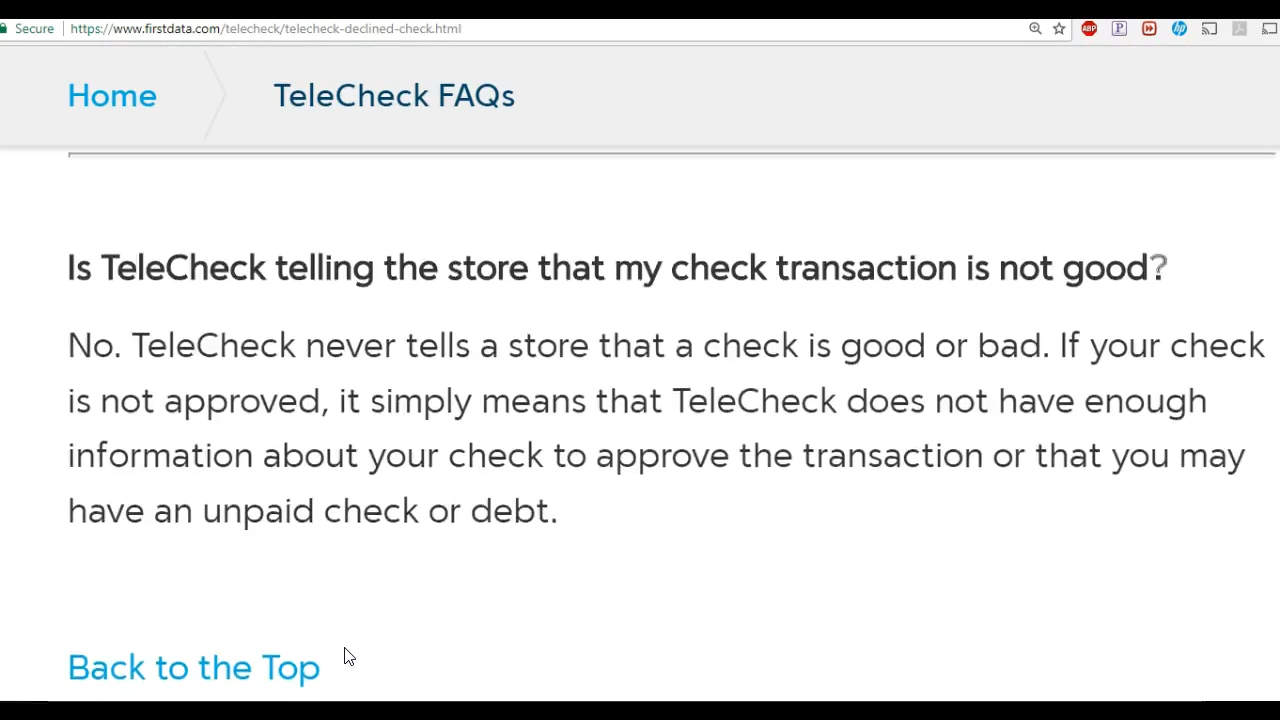 Secure | https://www.firstdata.com/telecheck/telecheck-declined-check.html ABP P hp
Home TeleCheck FAQs
Is TeleCheck telling the store that my check transaction is not good?
No. TeleCheck never tells a store that a check is good or bad. If your check
is not approved, it simply means that TeleCheck does not have enough
information about your check to approve the transaction or that you may
have an unpaid check or debt.
Back to the Top